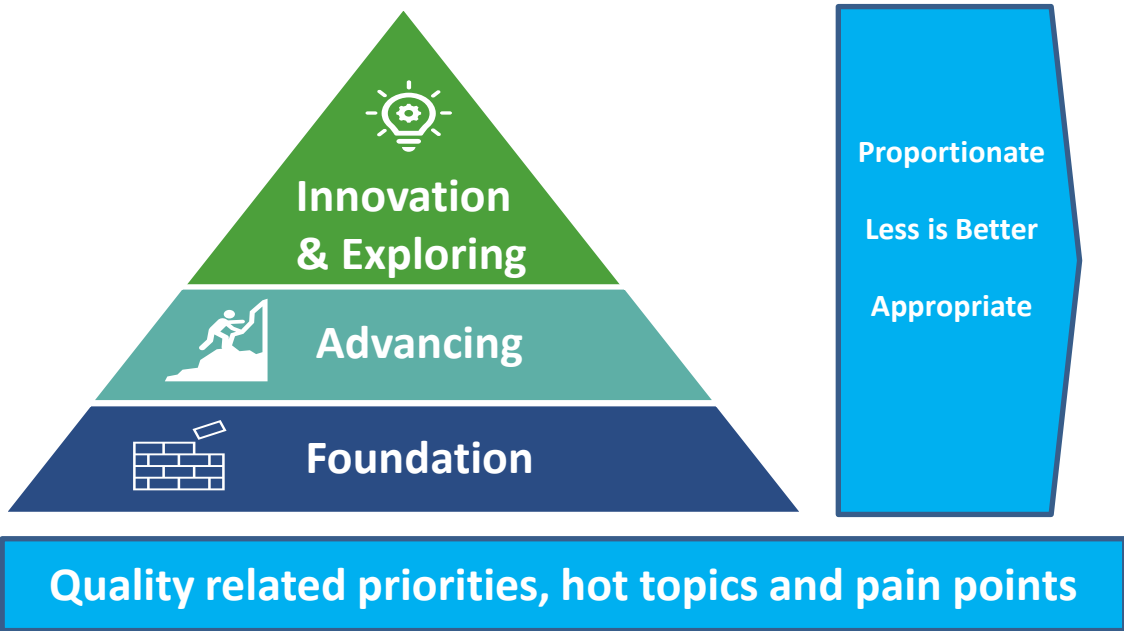 Innovation
& Exploring
Advancing
Foundation
Proportionate
Less is Better
Appropriate
Quality related priorities, hot topics and pain points